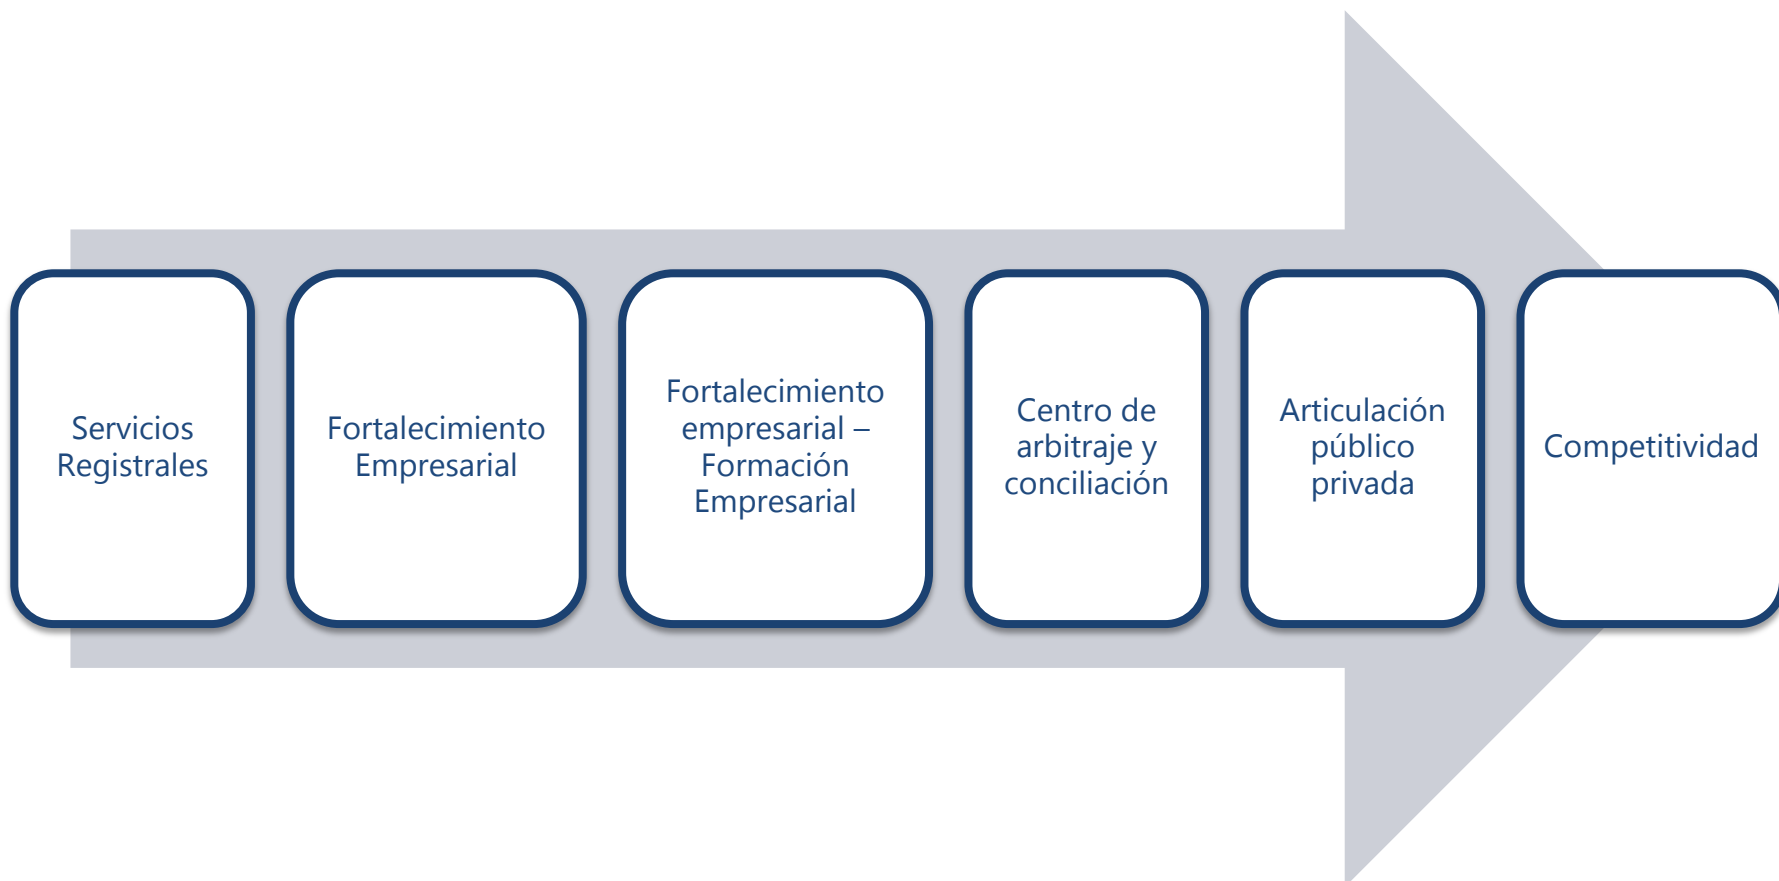 Servicios
Registrales
Fortalecimiento
Empresarial
Fortalecimiento
empresarial –
Formación
Empresarial
Centro de
arbitraje y
conciliación
Articulación
público
privada
Competitividad